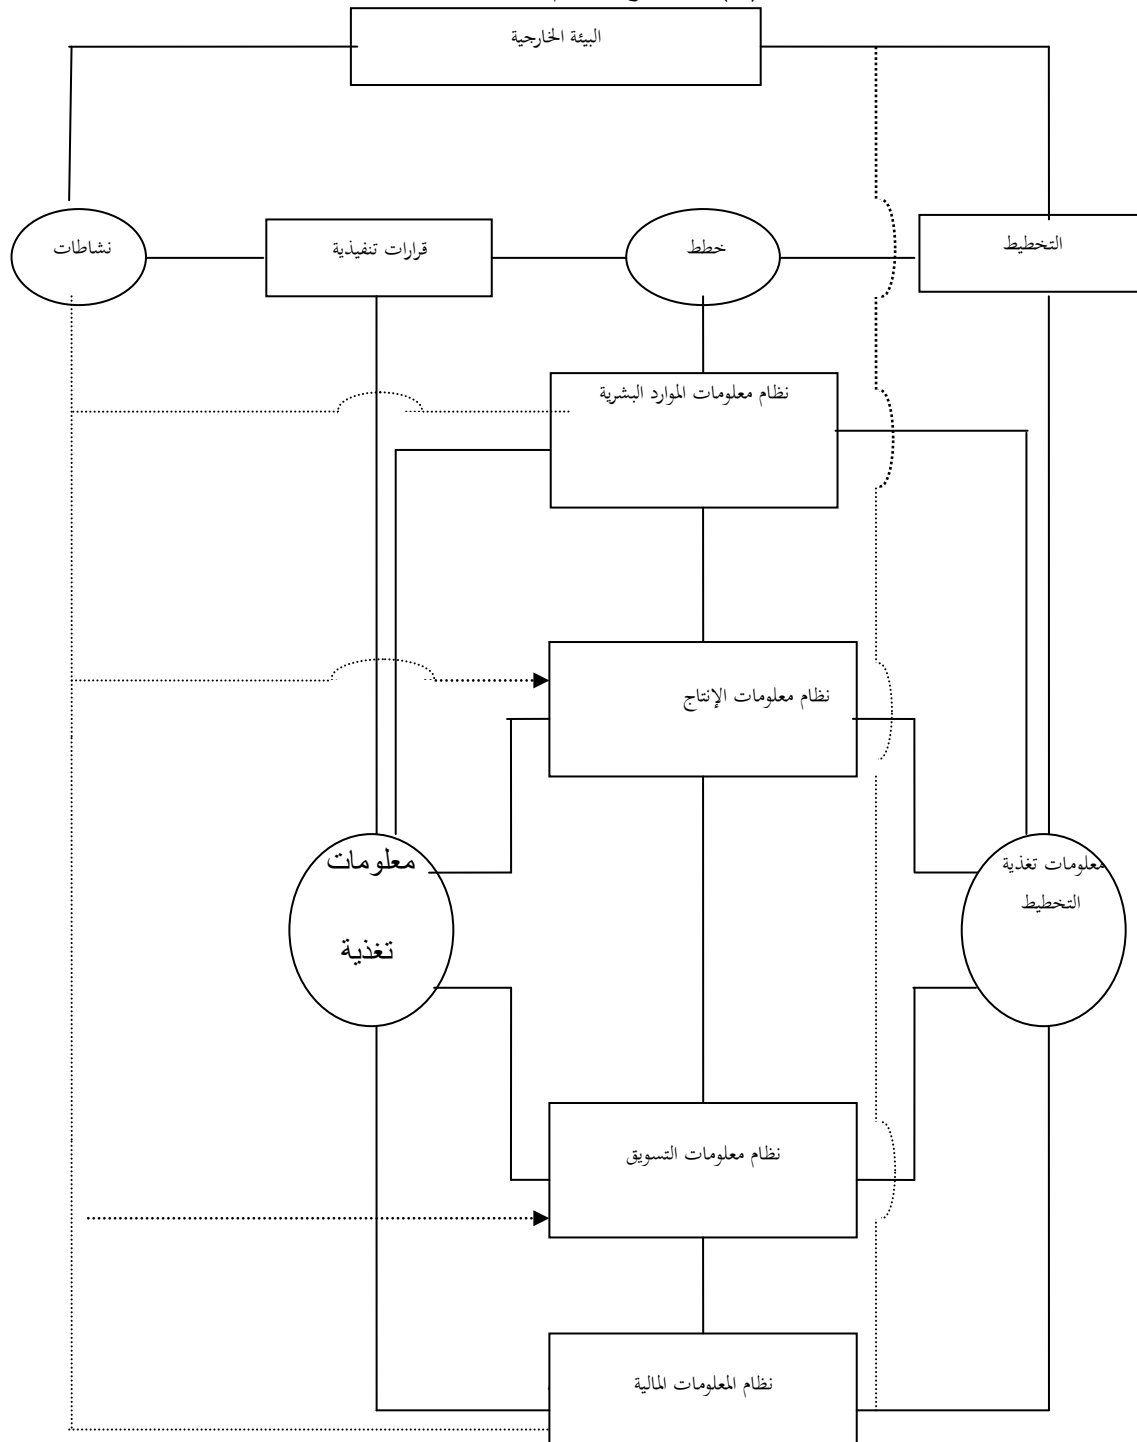 البيئة الخارجية
التخطيط
خطط
قرارات تنفيذية
نشاطات
نظام معلومات الموارد البشرية
نظام معلومات الإنتاج
معلومات تغذية
التخطيط
معلومات
تغذية
نظام معلومات التسويق
نظام المعلومات المالية